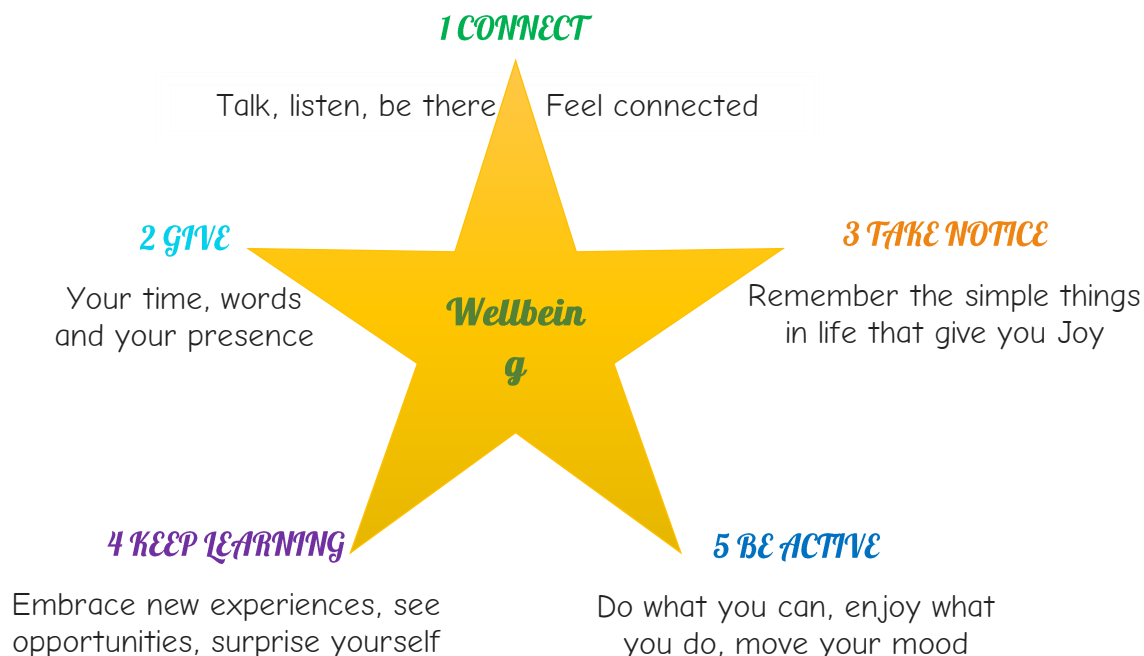 1 CONNECT
Talk, listen, be there
Feel connected
2 GIVE
Your time, words
and your presence
3 TAKE NOTICE
Remember the simple things
in life that give you Joy
Wellbein
g
4 KEEP LEARNING
Embrace new experiences, see
opportunities, surprise yourself
5 BE ACTIVE
Do what you can, enjoy what
you do, move your mood